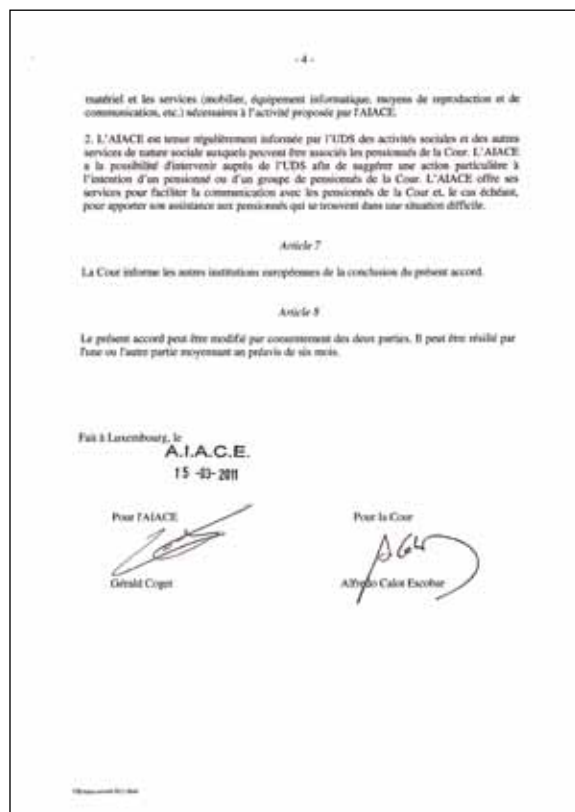 - 4 -
matériel et les services (mobilier, équipement informatique, moyens de reproduction et de
communication, etc.) nécessaires à l'activité proposée par l'AIACE.
2. L'AIACE est tenue régulièrement informée par l'UDS des activités sociales et des autres
services de nature sociale auxquels peuvent être associés les pensionnés de la Cour. L'AIACE
a la possibilité d'intervenir auprès de l'UDS afin de suggérer une action particulière à
l'intention d'un pensionné ou d'un groupe de pensionnés de la Cour. L'AIACE offre ses
services pour faciliter la communication avec les pensionnés de la Cour et, le cas échéant,
pour apporter son assistance aux pensionnés qui se trouvent dans une situation difficile.
Article 7
La Cour informe les autres institutions européennes de la conclusion du présent accord.
Article 8
Le présent accord peut être modifié par consentement des deux parties. Il peut être résilié par
l'une ou l'autre partie moyennant un préavis de six mois.
Fait à Luxembourg, le
A.I.A.C.E.
15 -03- 2011
Pour l'AIACE
Pour la Cour
Gérald Coget
Alfredo Calot Escobar